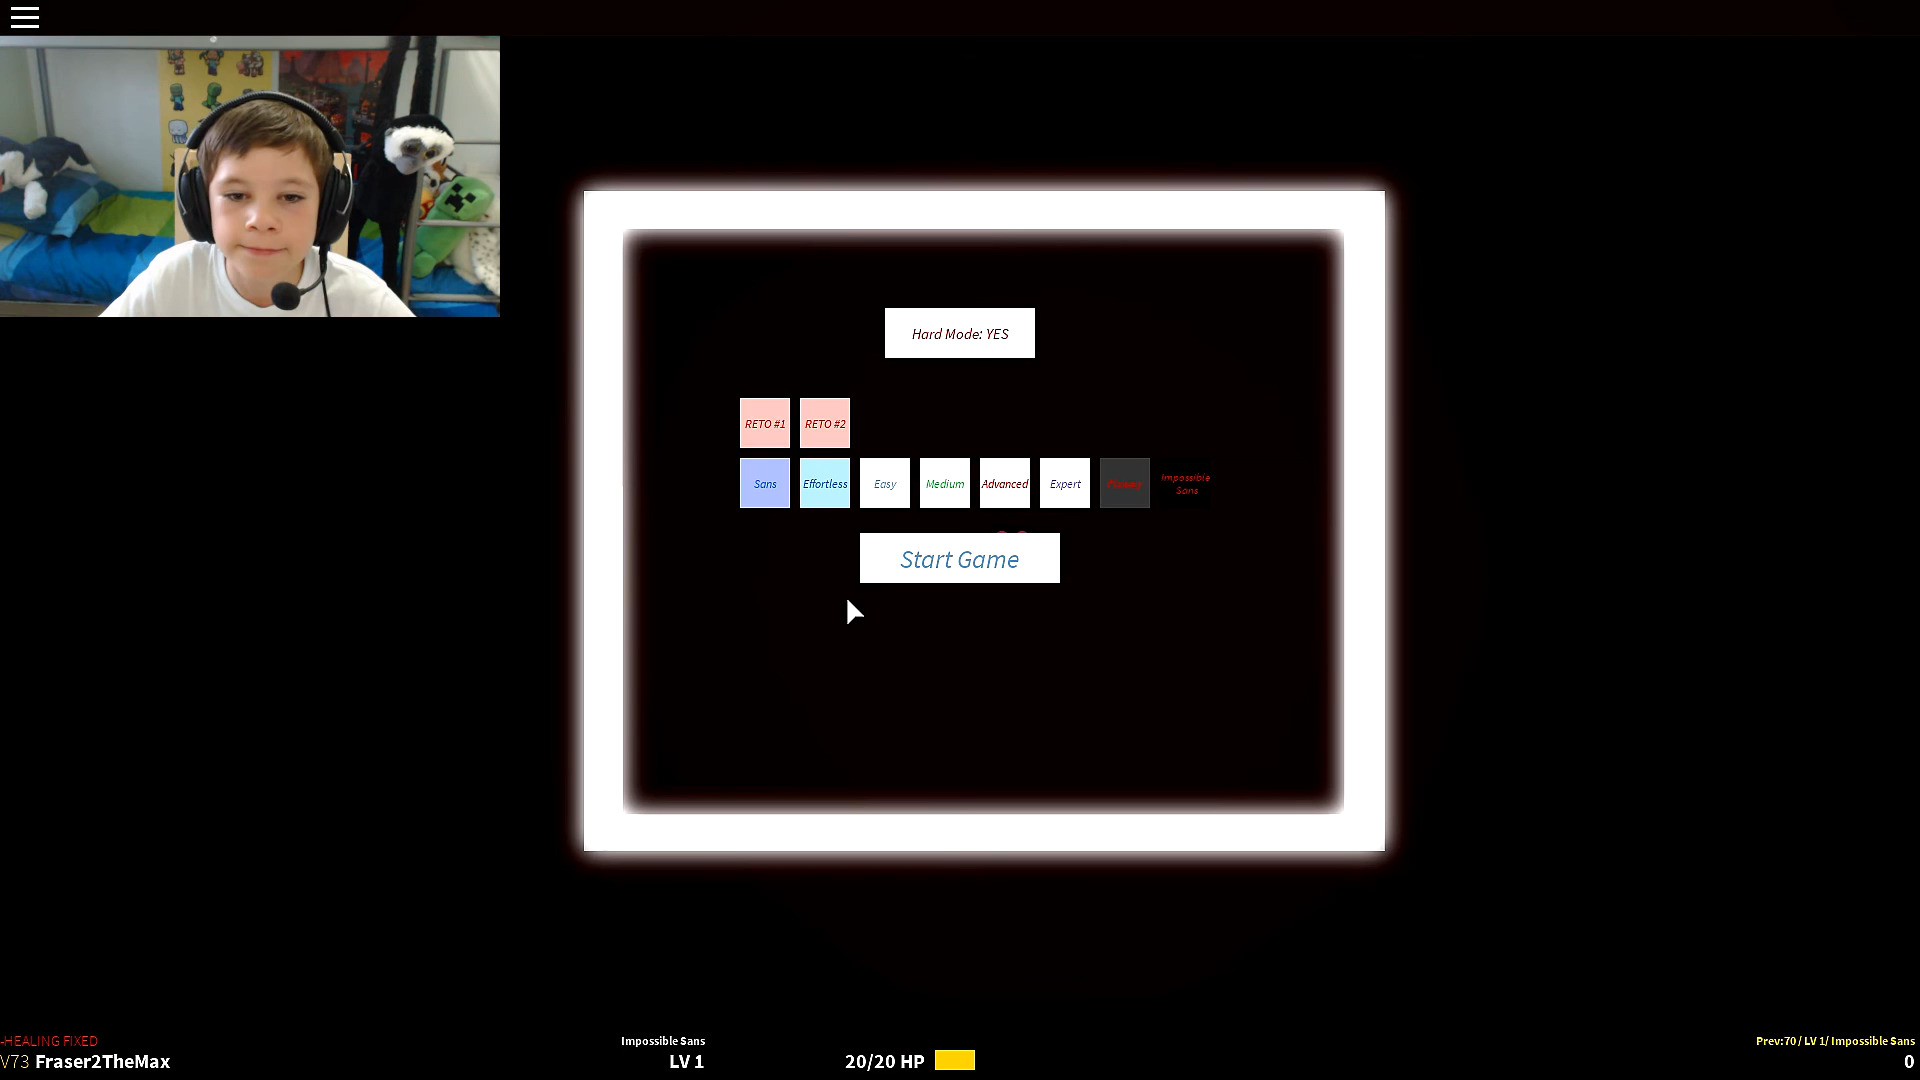 Hard Mode: YES
RETO #1 RETO #2
Sans Effortless Easy Medium Advanced Expert Impossible Sans
Start Game
-HEALING FIXED
V73 Fraser2TheMax
Impossible Sans
LV 1
20/20 HP
Prev:70 / LV 1/ Impossible Sans
0